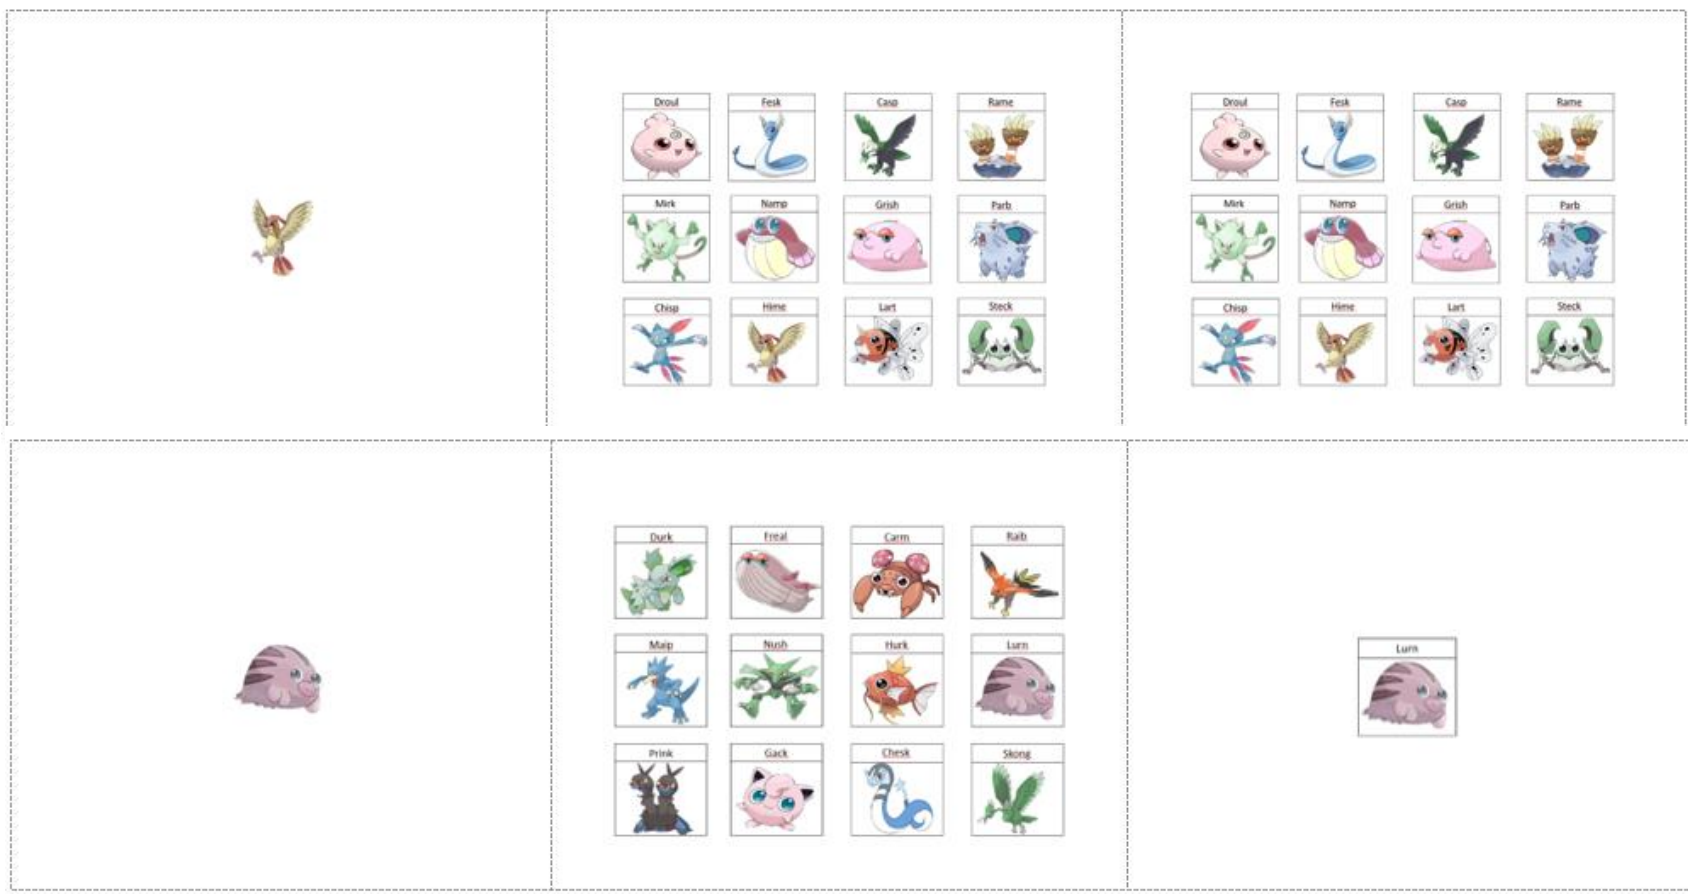 Droul Fesk Casp Rame
Mirk Namp Grish Parb
Chisp Hime Lart Steck
Droul Fesk Casp Rame
Mirk Namp Grish Parb
Chisp Hime Lart Steck
Durk Freal Carm Raib
Maip Nush Hurk Lurn
Prink Gack Chesk Skong
Lurn